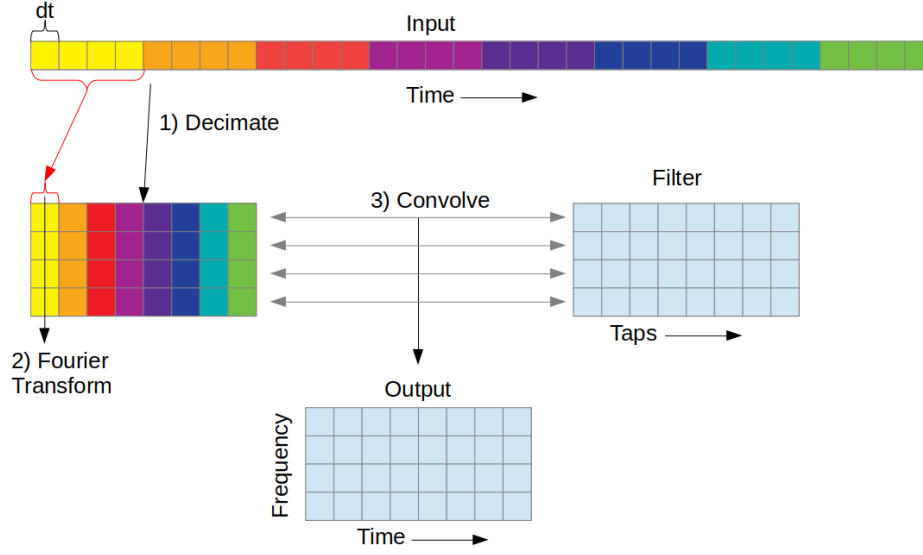 dt
Input
Time
1) Decimate
3) Convolve
Filter
2) Fourier
Transform
Taps
Output
Frequency
Time